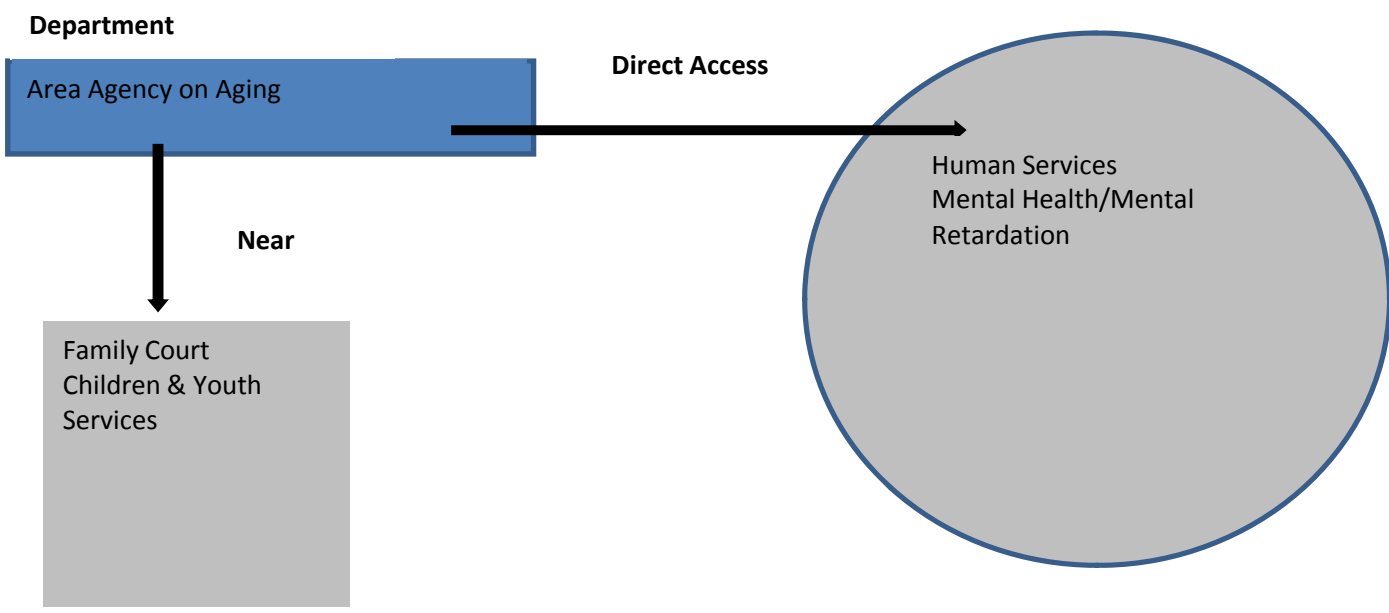 Department
Area Agency on Aging
Direct Access
Human Services
Mental Health/Mental
Retardation
Near
Family Court
Children & Youth
Services